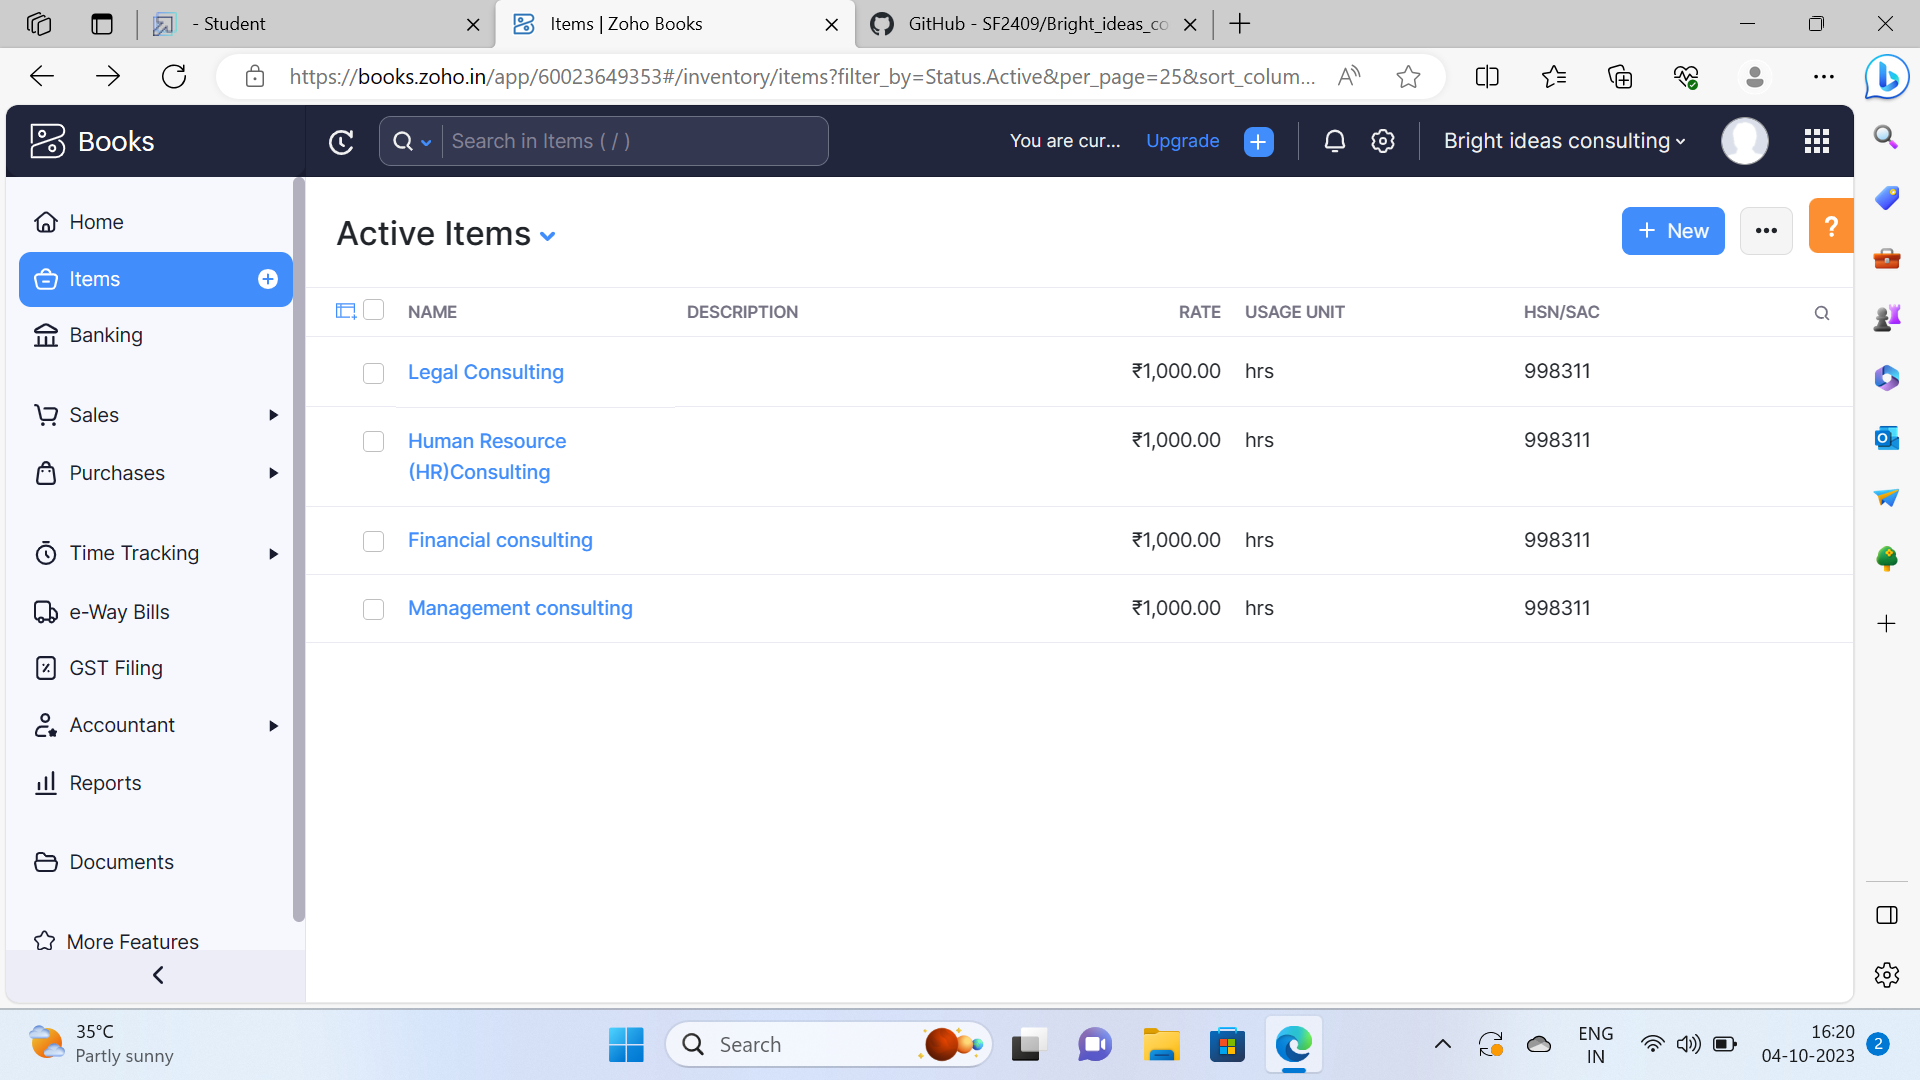 - Student
Items | Zoho Books
GitHub - SF2409/Bright_ideas_co
https://books.zoho.in/app/60023649353#/inventory/items?filter_by=Status.Active&per_page=25&sort_colum...
Books
Search in Items ( / )
You are cur...
Upgrade
Bright ideas consulting
Home
Items
Banking
Sales
Purchases
Time Tracking
e-Way Bills
GST Filing
Accountant
Reports
Documents
More Features
Active Items
+ New
?
NAME DESCRIPTION RATE USAGE UNIT HSN/SAC
Legal Consulting ₹1,000.00 hrs 998311
Human Resource ₹1,000.00 hrs 998311
(HR)Consulting
Financial consulting ₹1,000.00 hrs 998311
Management consulting ₹1,000.00 hrs 998311
35°C
Partly sunny
Search
ENG
IN
16:20
04-10-2023
2